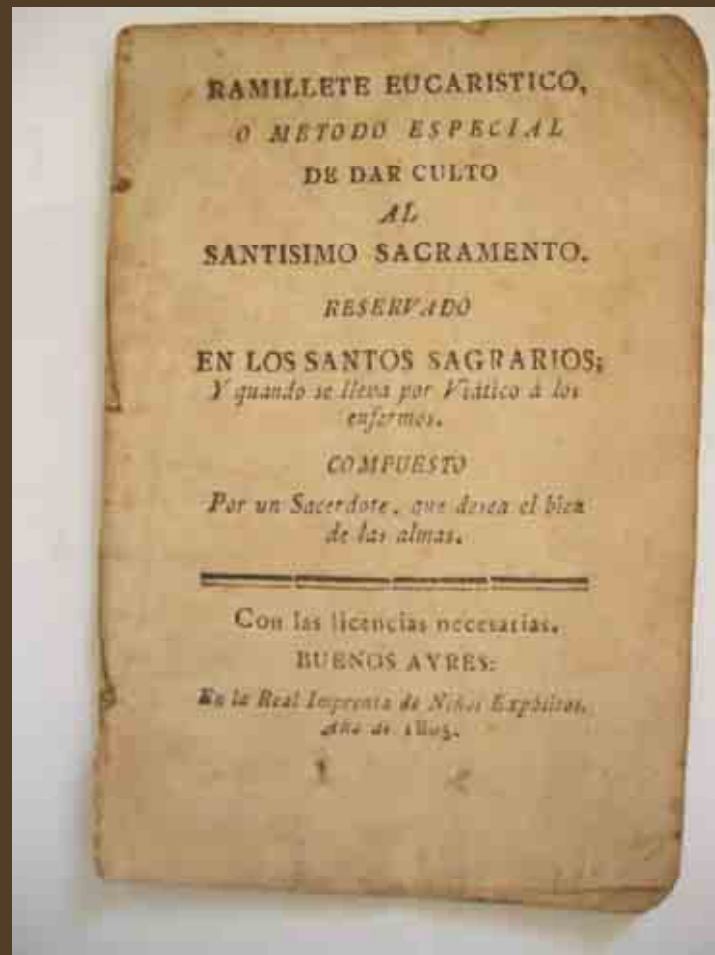 RAMILLETE EUCARISTICO,
O METODO ESPECIAL
DE DAR CULTO
AL
SANTISIMO SACRAMENTO.
RESERVADO
EN LOS SANTOS SAGRARIOS;
Y quando se lleva por Viático á los
enfermos.
COMPUESTO
Por un Sacerdote, que desea el bien
de las almas.
Con las licencias necesarias.
BUENOS AYRES:
En la Real Imprenta de Niños Expósitos.
Año de 1805.